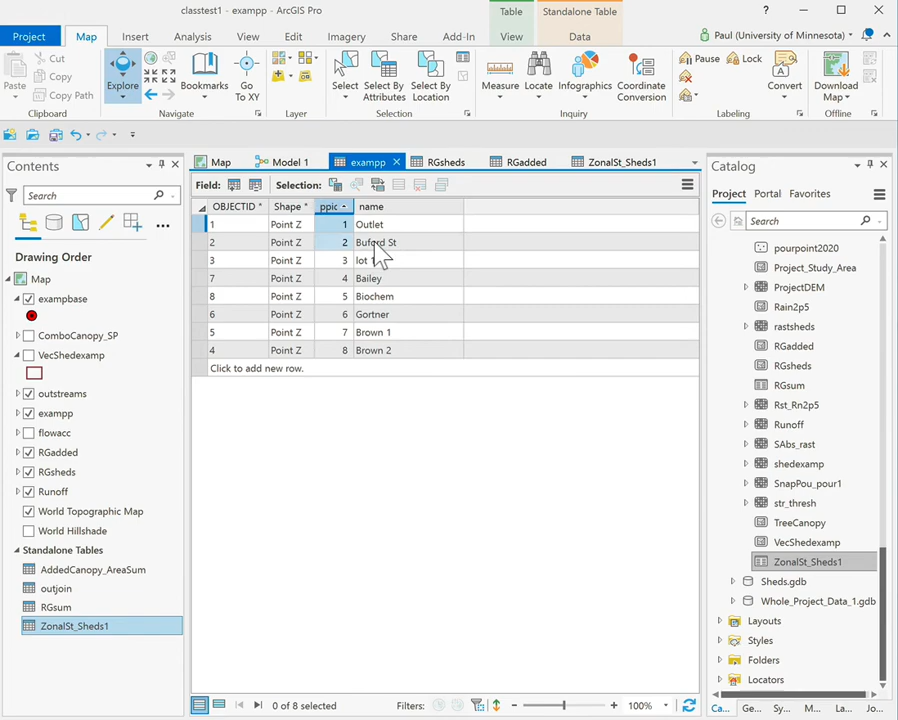 classtest1 - exampp - ArcGIS Pro
Table
Standalone Table
?
Project Map Insert Analysis View Edit Imagery Share Add-In View Data
Paul (University of Minnesota)
Paste
Cut
Copy
Copy Path
Clipboard
Explore
Bookmarks
Go To XY
Navigate
Layer
Select
Select By Attributes
Select By Location
Selection
Measure
Locate
Infographics
Coordinate Conversion
Inquiry
Pause
Lock
Convert
Labeling
Download Map
Offline
Contents
Search
Drawing Order
Map
exampbase
ComboCanopy_SP
VecShedexamp
outstreams
exampp
flowacc
RGadded
RGsheds
Runoff
World Topographic Map
World Hillshade
Standalone Tables
AddedCanopy_AreaSum
outjoin
RGsum
ZonalSt_Sheds1
Map Model 1 exampp RGsheds RGadded ZonalSt_Sheds1
Field: Selection:
OBJECTID * Shape * ppic name
1 Point Z 1 Outlet
2 Point Z 2 Buford St
3 Point Z 3 lot
7 Point Z 4 Bailey
8 Point Z 5 Biochem
6 Point Z 6 Gortner
5 Point Z 7 Brown 1
4 Point Z 8 Brown 2
Click to add new row.
0 of 8 selected
Filters:
100%
Catalog
Project Portal Favorites
Search
pourpoint2020
Project_Study_Area
ProjectDEM
Rain2p5
rastsheds
RGadded
RGsheds
RGsum
Rst_Rn2p5
Runoff
SAbs_rast
shedexamp
SnapPou_pour1
str_thresh
TreeCanopy
VecShedexamp
ZonalSt_Sheds1
Sheds.gdb
Whole_Project_Data_1.gdb
Layouts
Styles
Folders
Locators
Ca... Ge... Sy... M... La... Jo...